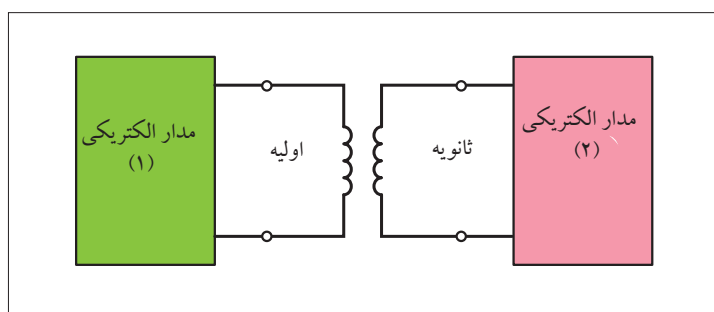 مدار الکتریکی
(۲)
ثانویه
اولیه
مدار الکتریکی
(۱)